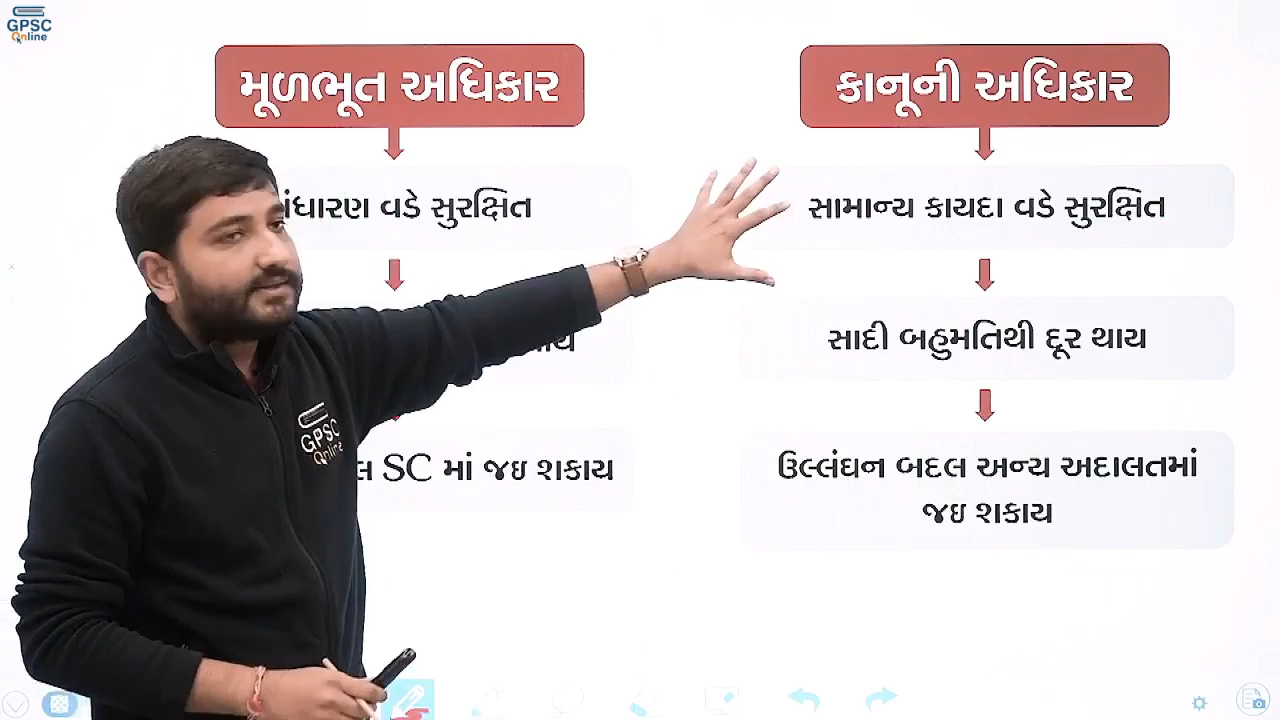 GPSC
Online
મૂળભૂત અધિકાર
કાનૂની અધિકાર
વડે સુરક્ષિત
સામાન્ય કાયદા વડે સુરક્ષિત
સાદી બહુમતિથી દૂર થાય
SC માં જઇ શકાય
ઉલ્લંઘન બદલ અન્ય અદાલતમાં
જઇ શકાય
GPSC
Online